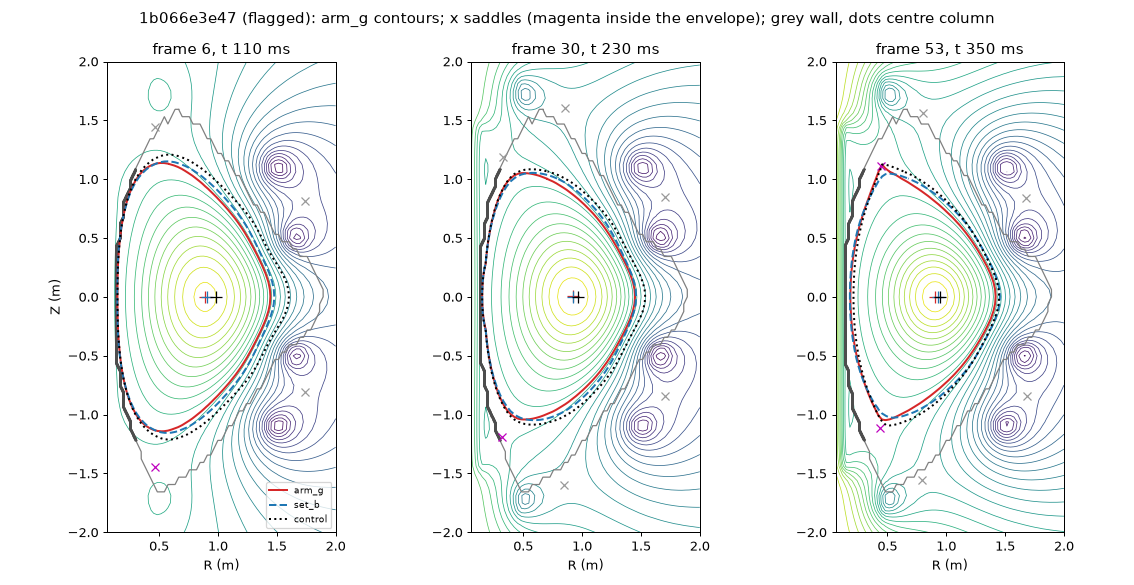 1b066e3e47 (flagged): arm_g contours; x saddles (magenta inside the envelope); grey wall, dots centre column
frame 6, t 110 ms
frame 30, t 230 ms
frame 53, t 350 ms
2.0 2.0 2.0
1.5 1.5 1.5
1.0 1.0 1.0
0.5 0.5 0.5
0.0 0.0 0.0
−0.5 −0.5 −0.5
−1.0 −1.0 −1.0
−1.5 −1.5 −1.5
−2.0 −2.0 −2.0
Z (m)
arm_g
set_b
control
0.5 1.0 1.5 2.0 0.5 1.0 1.5 2.0 0.5 1.0 1.5 2.0
R (m) R (m) R (m)